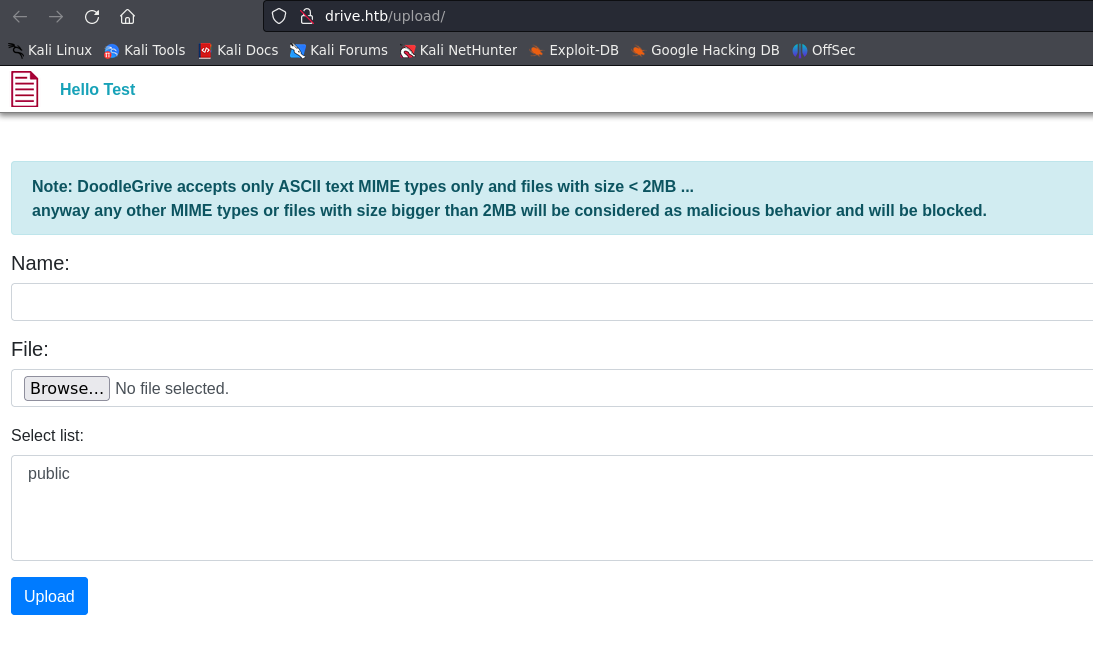 drive.htb/upload/
Kali Linux Kali Tools Kali Docs Kali Forums Kali NetHunter Exploit-DB Google Hacking DB OffSec
Hello Test
Note: DoodleGrive accepts only ASCII text MIME types only and files with size < 2MB ...
anyway any other MIME types or files with size bigger than 2MB will be considered as malicious behavior and will be blocked.
Name:
File:
Browse... No file selected.
Select list:
public
Upload